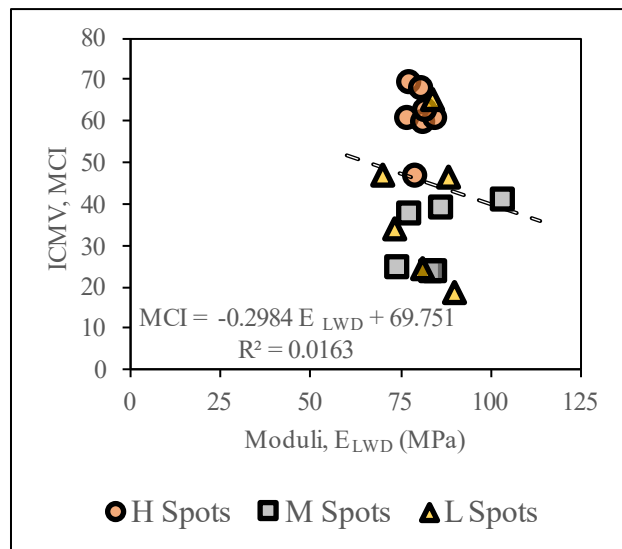 80
70
60
50
40
30
20
10
0
ICMV, MCI
MCI = -0.2984 E LWD + 69.751
R² = 0.0163
0 25 50 75 100 125
Moduli, ELWD (MPa)
H Spots M Spots L Spots